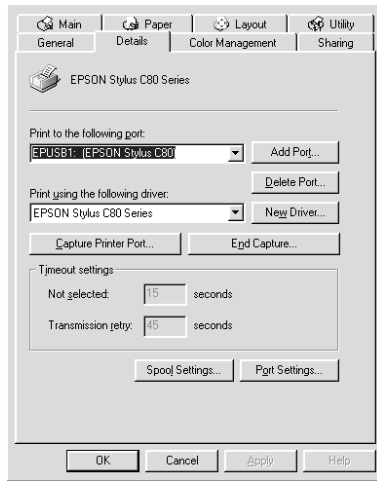 Main Paper Layout Utility
General Details Color Management Sharing
EPSON Stylus C80 Series
Print to the following port:
EPUSB1: (EPSON Stylus C80) Add Port...
Delete Port...
Print using the following driver:
EPSON Stylus C80 Series New Driver...
Capture Printer Port... End Capture...
Timeout settings
Not selected: 15 seconds
Transmission retry: 45 seconds
Spool Settings... Port Settings...
OK Cancel Apply Help